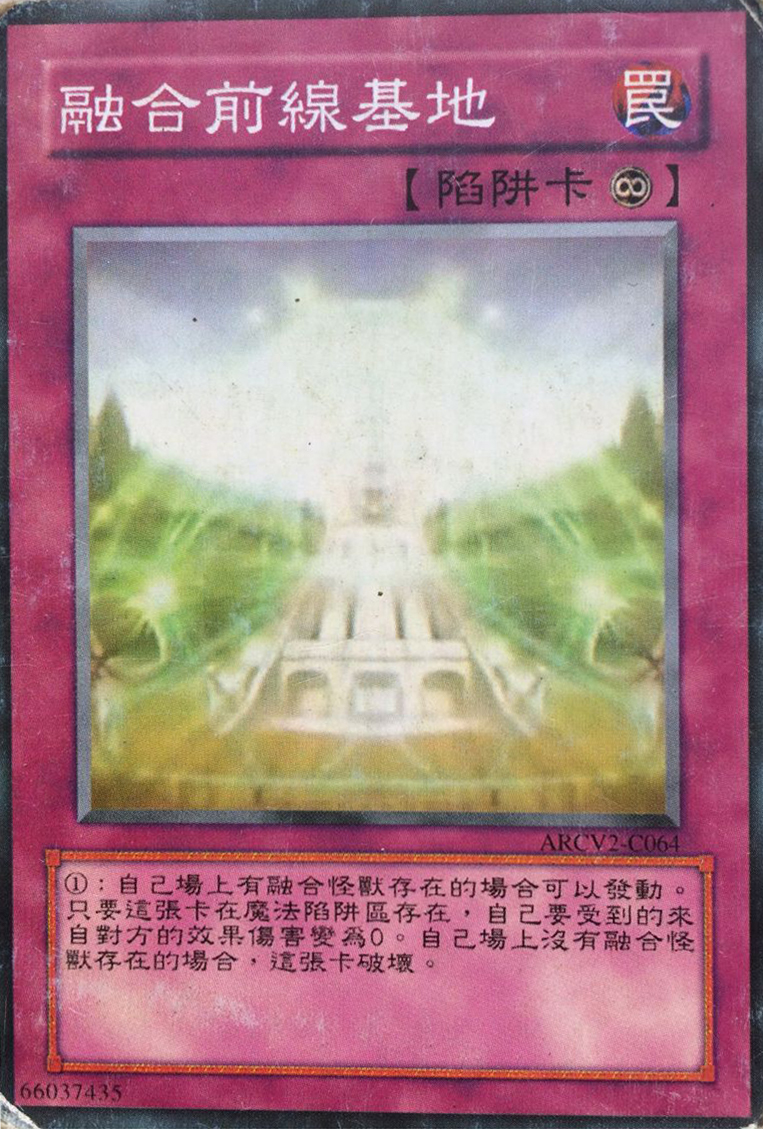 融合前線基地
罠
【陷阱卡 ♾】
ARCV2-C064
①：自己場上有融合怪獸存在的場合可以發動。
只要這張卡在魔法陷阱區存在，自己要受到的來
自對方的效果傷害變為0。自己場上沒有融合怪
獸存在的場合，這張卡破壞。
66037435